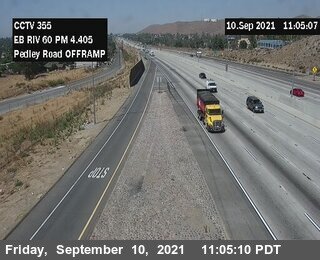 CCTV 355
EB RIV 60 PM 4.405
Pedley Road OFFRAMP
10.Sep 2021 11:05:07
STOP
Friday, September 10, 2021 11:05:10 PDT